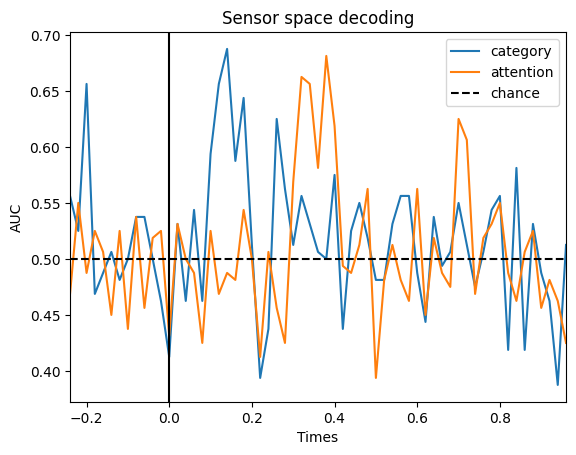 Sensor space decoding
AUC
0.70
0.65
0.60
0.55
0.50
0.45
0.40
category
attention
chance
−0.2
0.0
0.2
0.4
0.6
0.8
Times